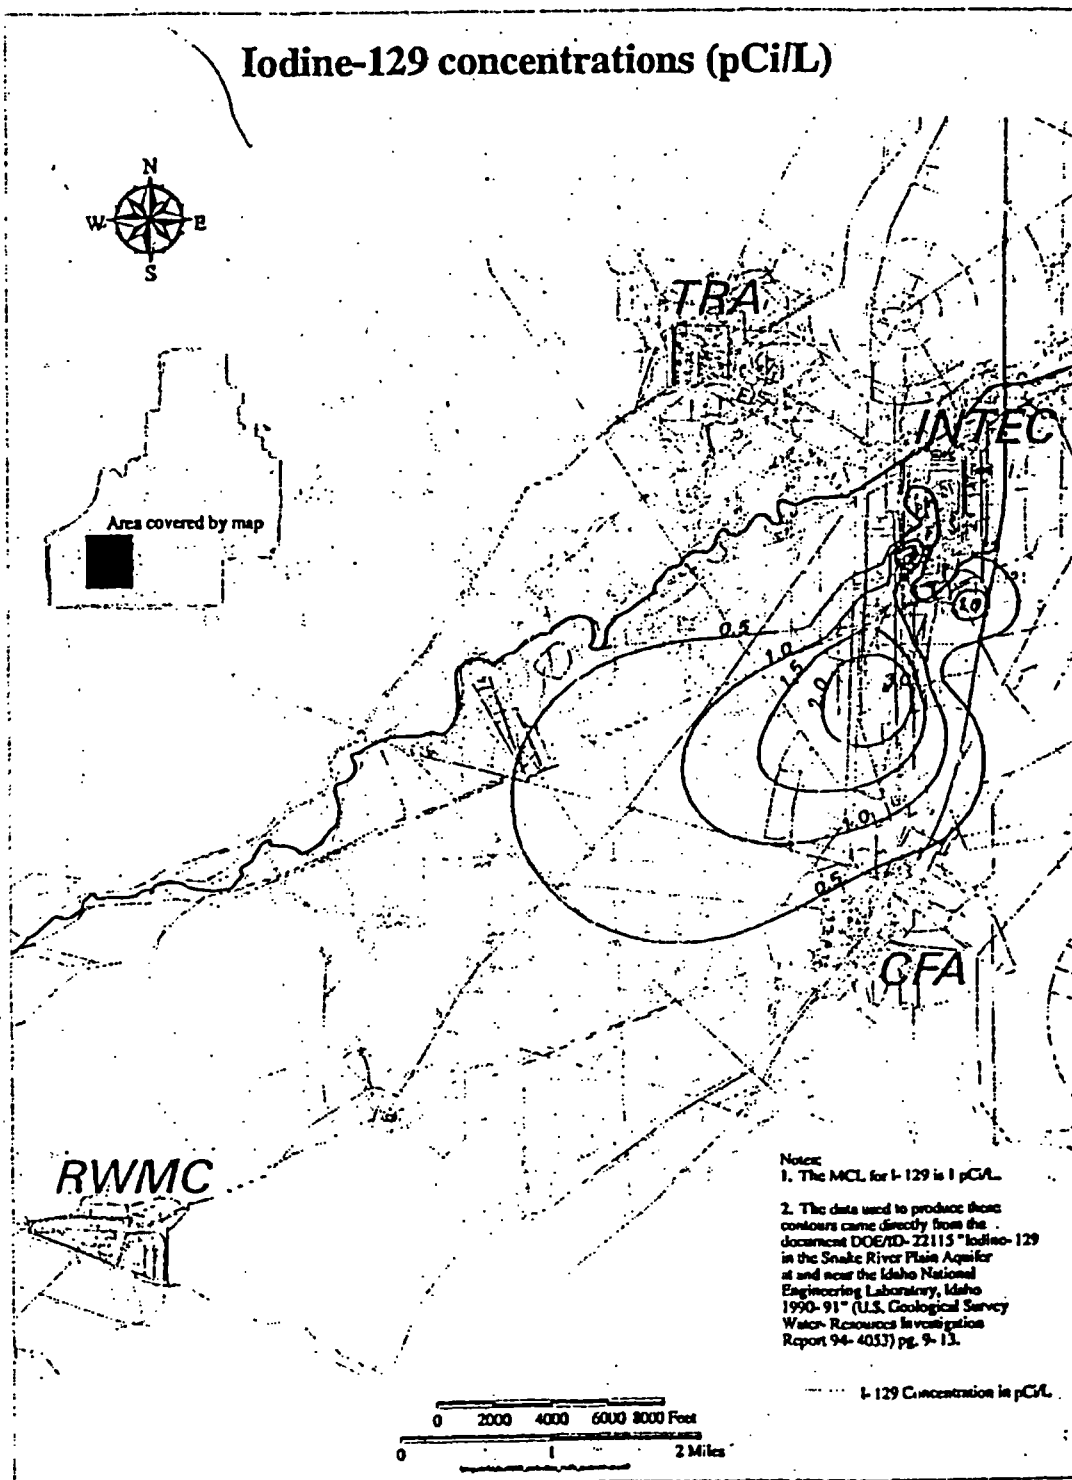 Iodine-129 concentrations (pCi/L)
N
W E
S
TRA
INTEC
Area covered by map
1.0
0.5
1.0
1.5
2.0
3.0
1.0
0.5
CFA
RWMC
Notes:
1. The MCL for I-129 is 1 pCi/L.
2. The data used to produce these
contours came directly from the
document DOE/ID-22115 "Iodine-129
in the Snake River Plain Aquifer
at and near the Idaho National
Engineering Laboratory, Idaho
1990-91" (U.S. Geological Survey
Water-Resources Investigation
Report 94-4053) pg. 9-13.
I-129 Concentration in pCi/L
0 2000 4000 6000 8000 Feet
0 1 2 Miles